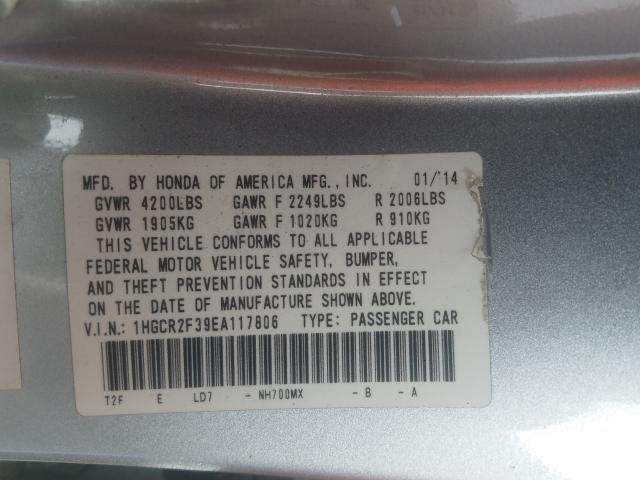 MFD. BY HONDA OF AMERICA MFG., INC. 01/'14
GVWR 4200LBS GAWR F 2249LBS R 2006LBS
GVWR 1905KG GAWR F 1020KG R 910KG
THIS VEHICLE CONFORMS TO ALL APPLICABLE
FEDERAL MOTOR VEHICLE SAFETY, BUMPER,
AND THEFT PREVENTION STANDARDS IN EFFECT
ON THE DATE OF MANUFACTURE SHOWN ABOVE.
V.I.N.: 1HGCR2F39EA117806 TYPE: PASSENGER CAR
T2F E LD7 - NH700MX - B - A